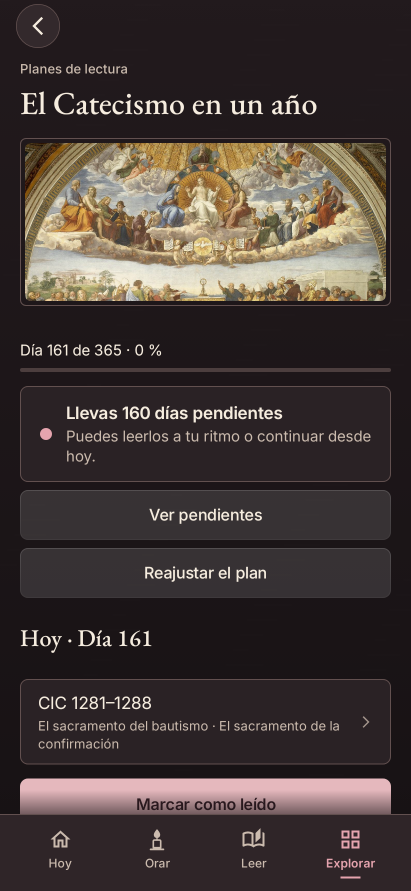 Planes de lectura
El Catecismo en un año
Día 161 de 365 · 0 %
Llevas 160 días pendientes
Puedes leerlos a tu ritmo o continuar desde
hoy.
Ver pendientes
Reajustar el plan
Hoy · Día 161
CIC 1281–1288
El sacramento del bautismo · El sacramento de la
confirmación
Marcar como leído
Hoy
Orar
Leer
Explorar